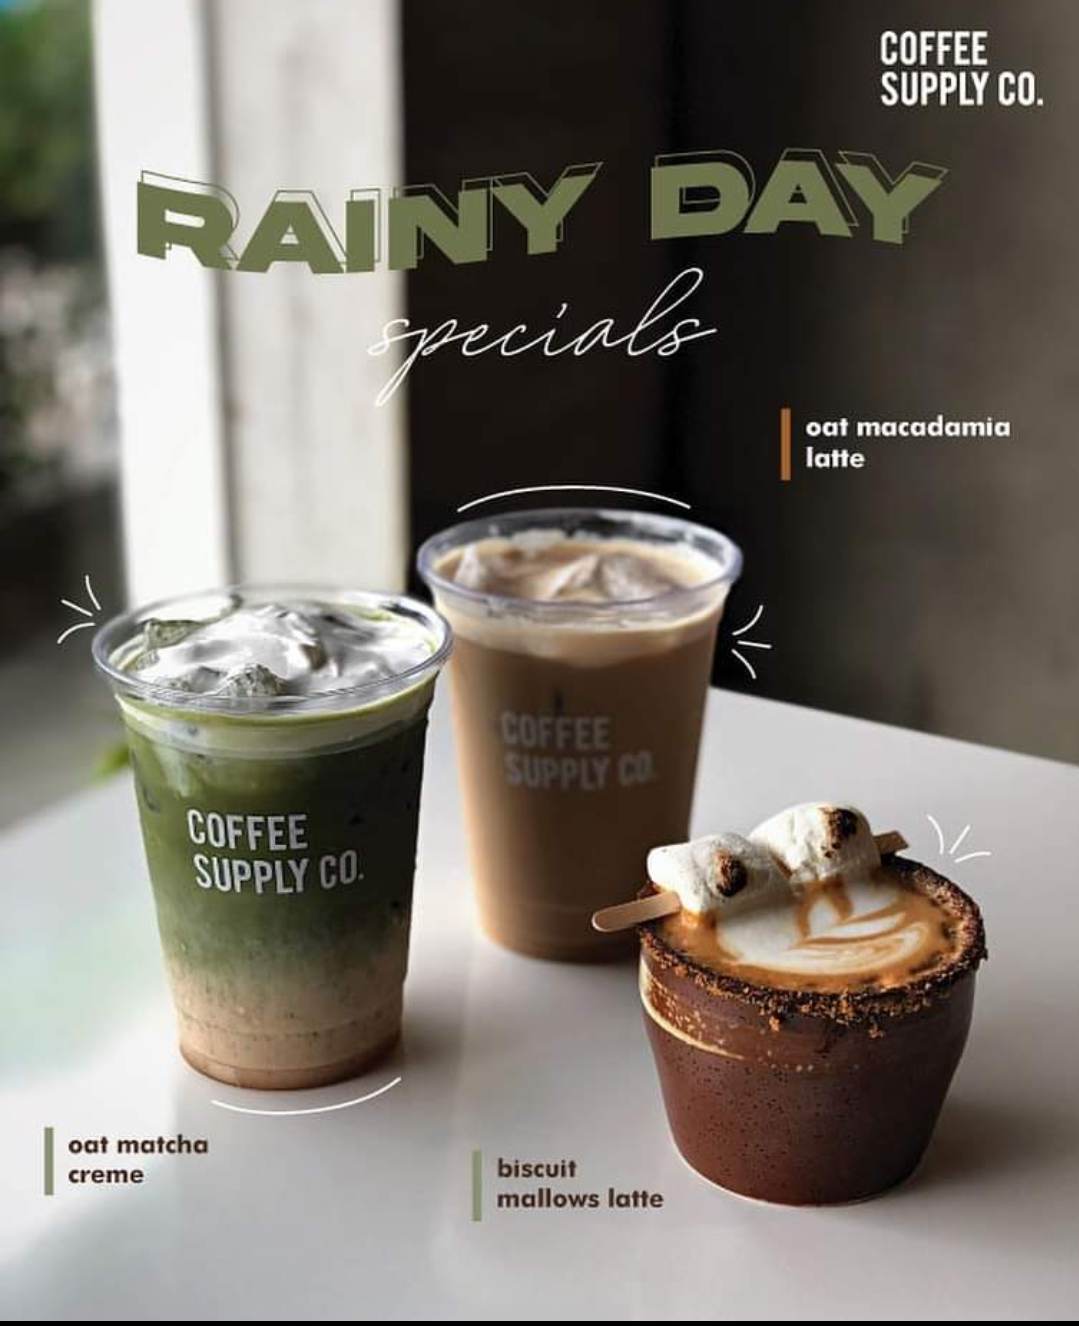 COFFEE
SUPPLY CO.
RAINY DAY
specials
oat macadamia
latte
COFFEE
SUPPLY CO.
COFFEE
SUPPLY CO.
oat matcha
creme
biscuit
mallows latte